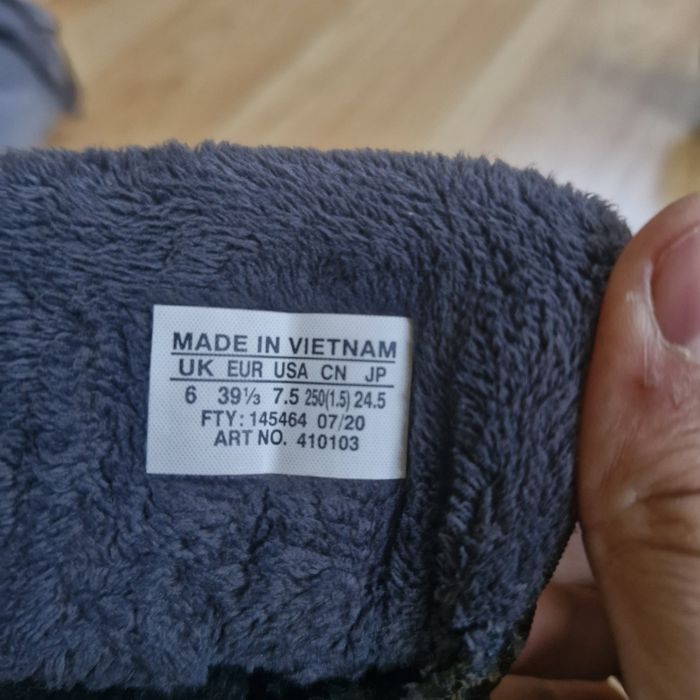 MADE IN VIETNAM
UK EUR USA CN JP
6 39⅓ 7.5 250(1.5) 24.5
FTY: 145464 07/20
ART NO. 410103